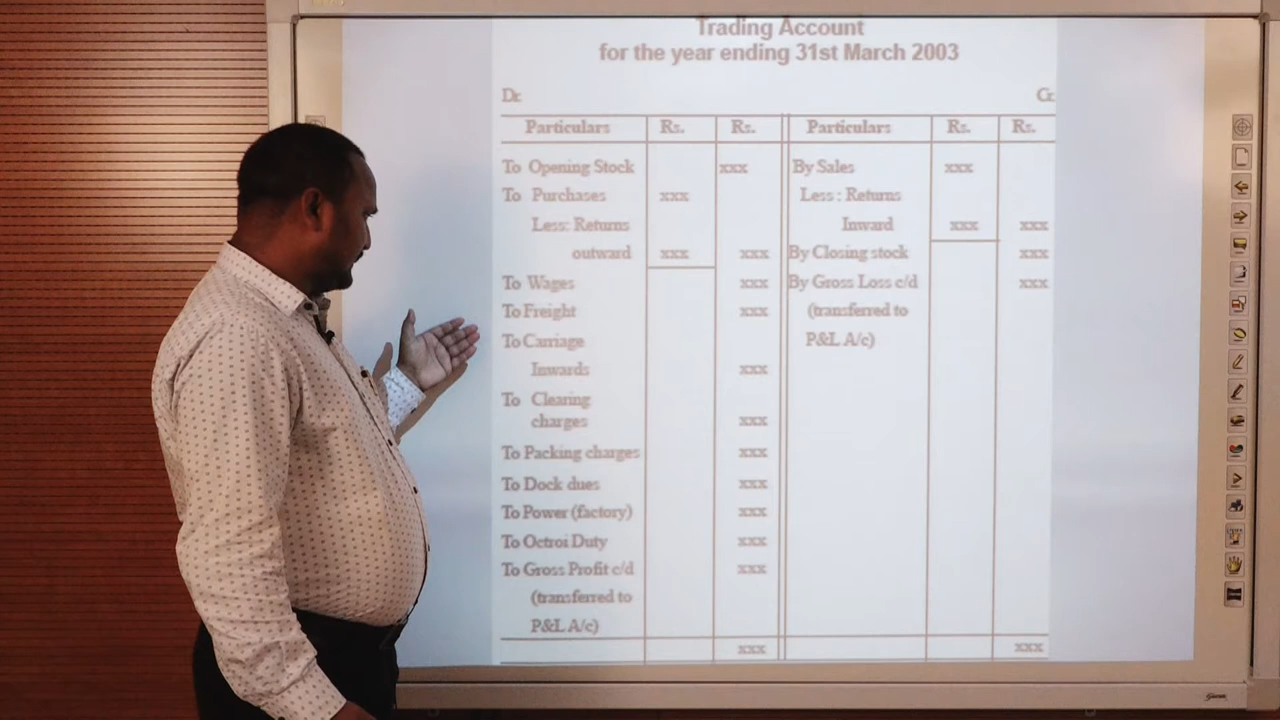 Trading Account
for the year ending 31st March 2003
Dr. Cr.
Particulars Rs. Rs. Particulars Rs. Rs.
To Opening Stock xxx By Sales xxx
To Purchases xxx Less : Returns
Less: Returns Inward xxx xxx
outward xxx xxx By Closing stock xxx
To Wages xxx By Gross Loss c/d xxx
To Freight xxx (transferred to
To Carriage P&L A/c)
Inwards xxx
To Clearing
charges xxx
To Packing charges xxx
To Dock dues xxx
To Power (factory) xxx
To Octroi Duty xxx
To Gross Profit c/d xxx
(transferred to
P&L A/c)
xxx xxx